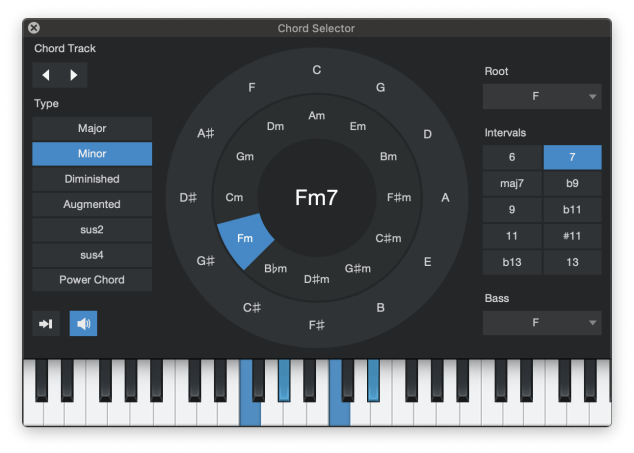 Chord Selector
Chord Track
Type
Major
Minor
Diminished
Augmented
sus2
sus4
Power Chord
C
G
D
A
E
B
F♯
C♯
G♯
D♯
A♯
F
Am
Em
Bm
F♯m
C♯m
G♯m
D♯m
B♭m
Fm
Cm
Gm
Dm
Fm7
Root
F
Intervals
6 7
maj7 b9
9 b11
11 #11
b13 13
Bass
F